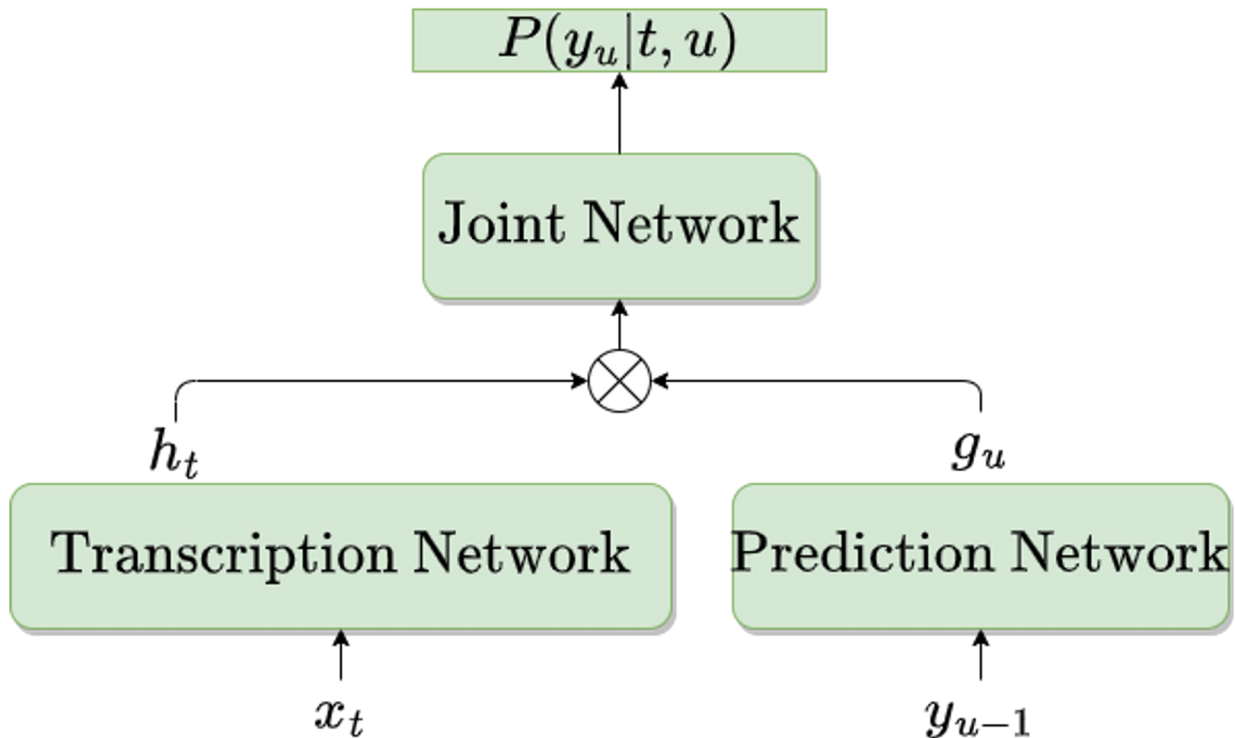 P(y_u|t, u)
Joint Network
h_t
g_u
Transcription Network
Prediction Network
x_t
y_{u-1}